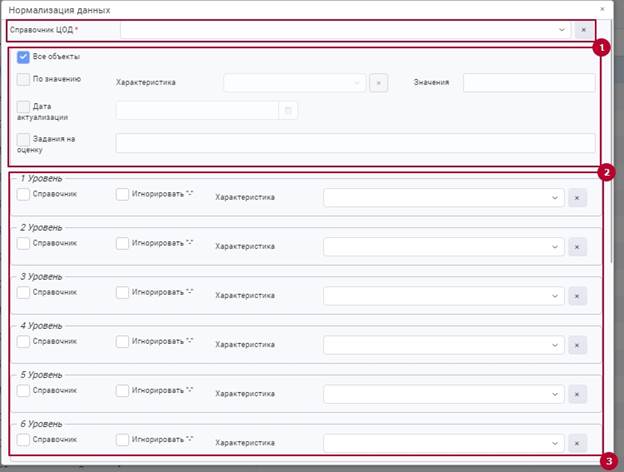 Нормализация данных ×
Справочник ЦОД * ×
1
Все объекты
По значению Характеристика × Значения
Дата
актуализации
Задания на
оценку
2
1 Уровень
Справочник Игнорировать "-" Характеристика ×
2 Уровень
Справочник Игнорировать "-" Характеристика ×
3 Уровень
Справочник Игнорировать "-" Характеристика ×
4 Уровень
Справочник Игнорировать "-" Характеристика ×
5 Уровень
Справочник Игнорировать "-" Характеристика ×
6 Уровень
Справочник Игнорировать "-" Характеристика ×
3